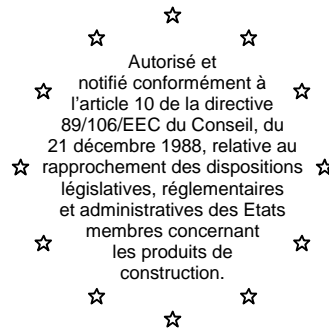 Autorisé et
notifié conformément à
l'article 10 de la directive
89/106/EEC du Conseil, du
21 décembre 1988, relative au
rapprochement des dispositions
législatives, réglementaires
et administratives des Etats
membres concernant
les produits de
construction.